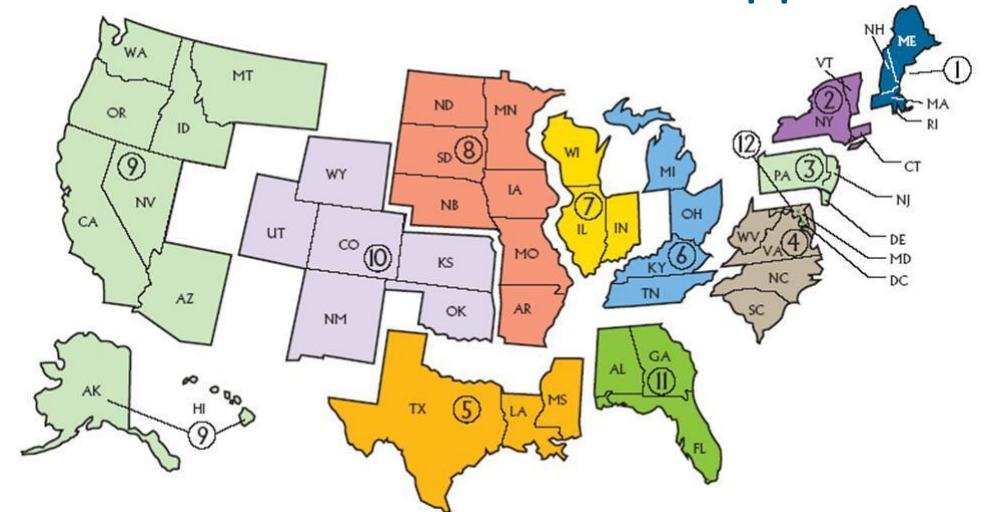 WA
MT
OR
ID
9
NV
CA
AZ
AK
HI
9
WY
UT
CO
10
KS
NM
OK
ND
MN
SD
8
NB
IA
MO
AR
WI
7
IL
IN
MI
OH
6
KY
TN
TX
5
LA
MS
AL
GA
11
FL
NH
ME
1
VT
2
NY
MA
RI
CT
12
PA
3
NJ
DE
WV
VA
4
MD
DC
NC
SC